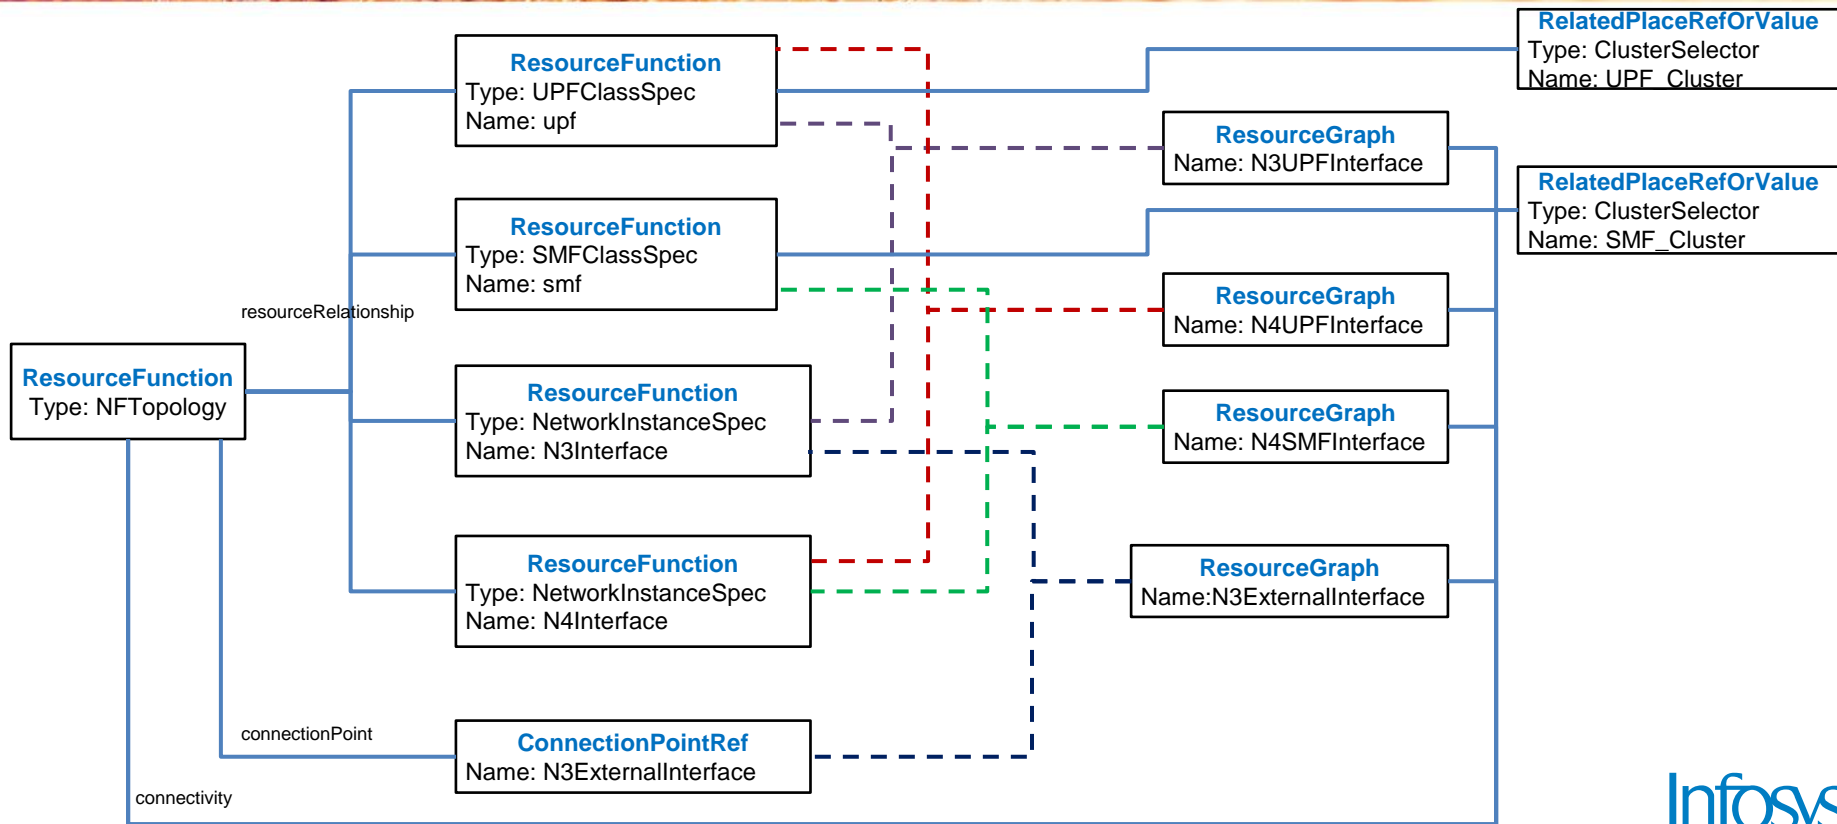 RelatedPlaceRefOrValue
Type: ClusterSelector
Name: UPF_Cluster
ResourceFunction
Type: UPFClassSpec
Name: upf
ResourceGraph
Name: N3UPFInterface
RelatedPlaceRefOrValue
Type: ClusterSelector
Name: SMF_Cluster
ResourceFunction
Type: SMFClassSpec
Name: smf
ResourceGraph
Name: N4UPFInterface
resourceRelationship
ResourceFunction
Type: NFTopology
ResourceFunction
Type: NetworkInstanceSpec
Name: N3Interface
ResourceGraph
Name: N4SMFInterface
ResourceFunction
Type: NetworkInstanceSpec
Name: N4Interface
ResourceGraph
Name:N3ExternalInterface
connectionPoint
ConnectionPointRef
Name: N3ExternalInterface
connectivity
Infosys